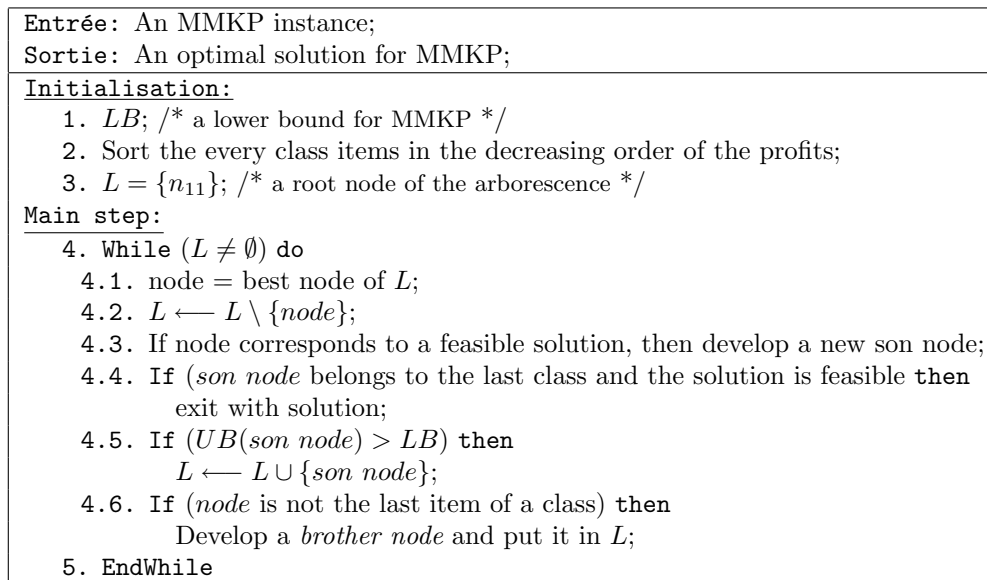 Entrée: An MMKP instance;
Sortie: An optimal solution for MMKP;
Initialisation:
1. LB; /* a lower bound for MMKP */
2. Sort the every class items in the decreasing order of the profits;
3. L = {n₁₁}; /* a root node of the arborescence */
Main step:
4. While (L ≠ ∅) do
4.1. node = best node of L;
4.2. L ⟵ L \ {node};
4.3. If node corresponds to a feasible solution, then develop a new son node;
4.4. If (son node belongs to the last class and the solution is feasible then
exit with solution;
4.5. If (UB(son node) > LB) then
L ⟵ L ∪ {son node};
4.6. If (node is not the last item of a class) then
Develop a brother node and put it in L;
5. EndWhile